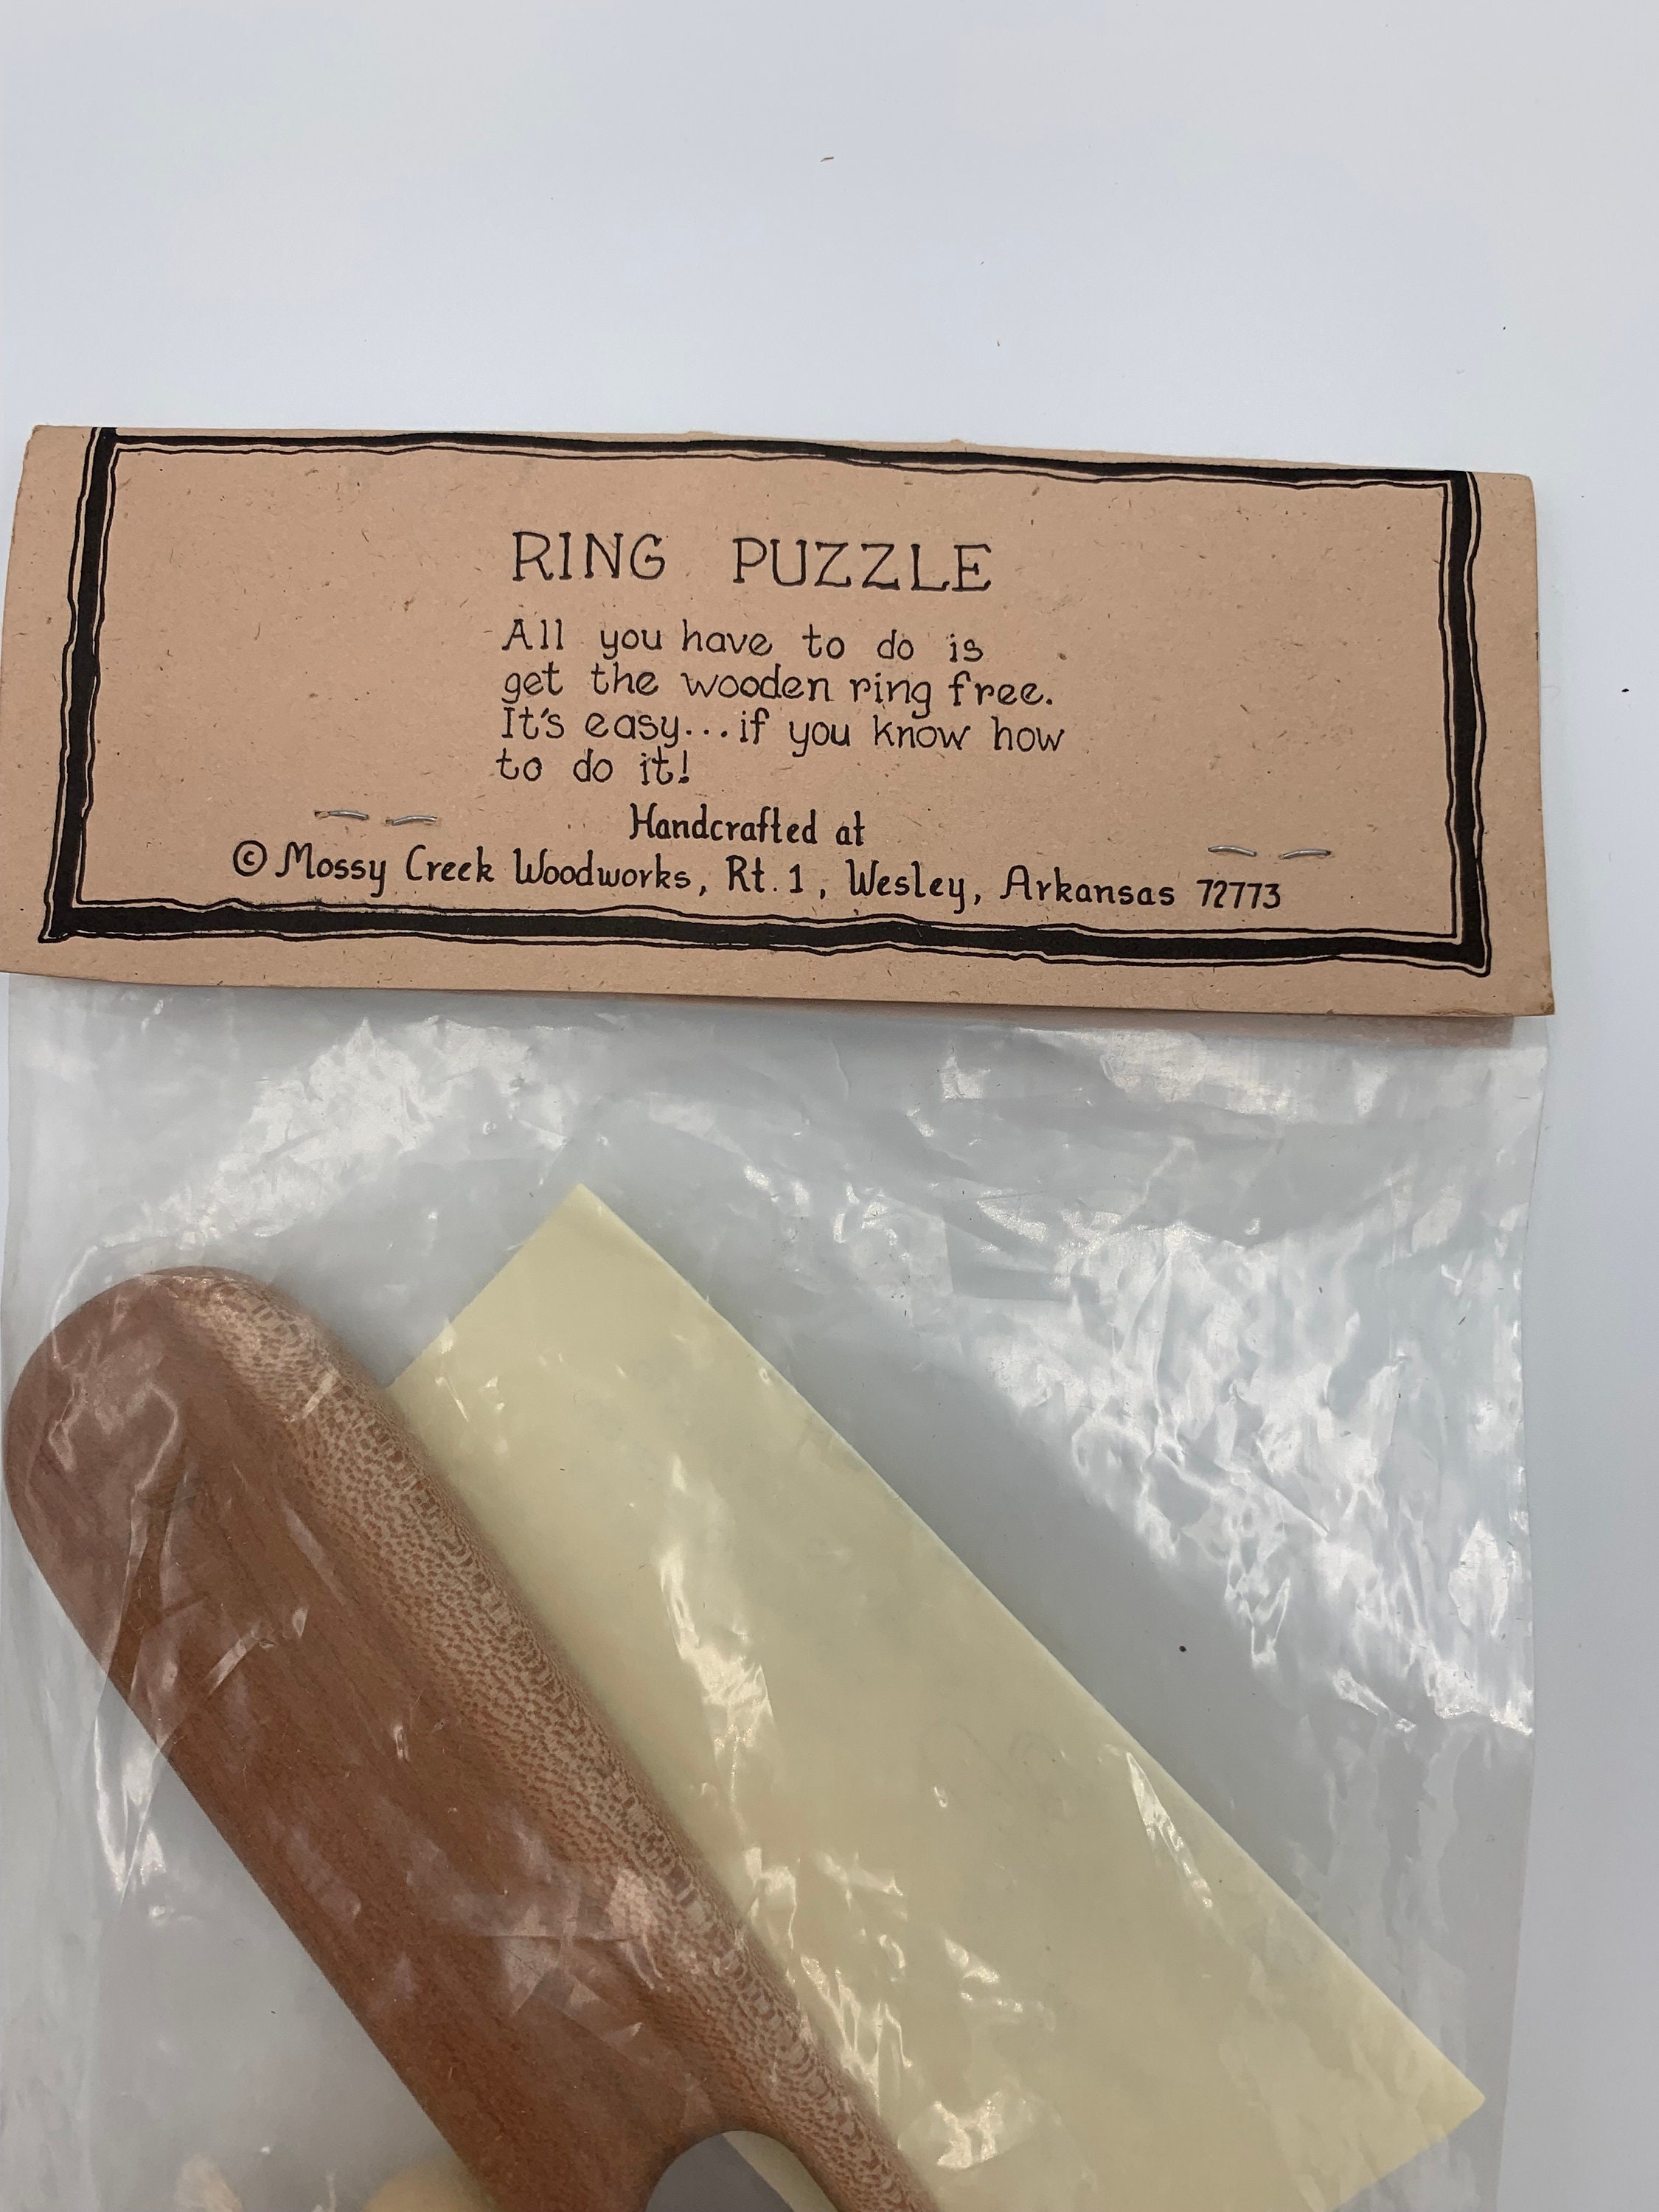 RING PUZZLE
All you have to do is
get the wooden ring free.
It's easy...if you know how
to do it!
Handcrafted at
© Mossy Creek Woodworks, Rt. 1, Wesley, Arkansas 72773